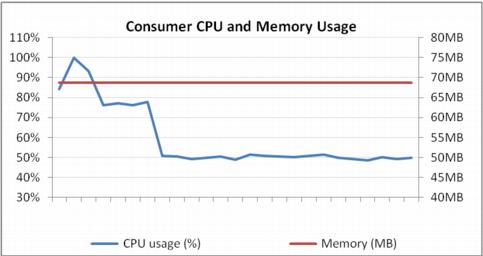 Consumer CPU and Memory Usage
110%
100%
90%
80%
70%
60%
50%
40%
30%
80MB
75MB
70MB
65MB
60MB
55MB
50MB
45MB
40MB
CPU usage (%)
Memory (MB)